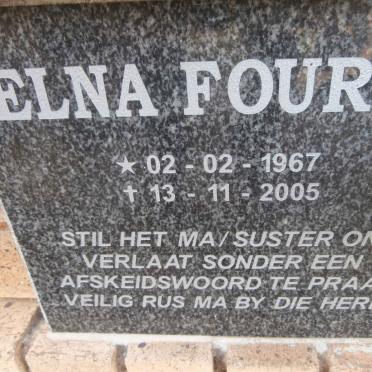 ELNA FOUR
★ 02 - 02 - 1967
✝ 13 - 11 - 2005
STIL HET MA/SUSTER ON
VERLAAT SONDER EEN
AFSKEIDSWOORD TE PRAA
VEILIG RUS MA BY DIE HERE